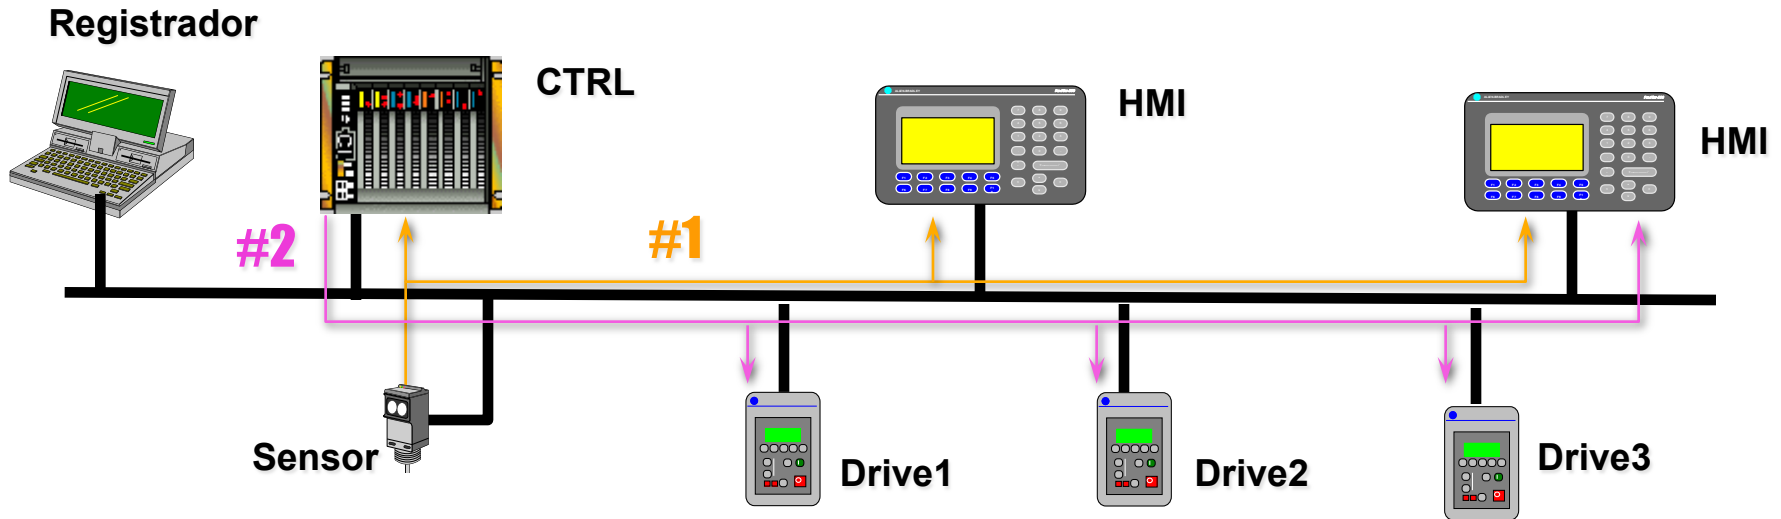 Registrador
CTRL
HMI
HMI
#2
#1
Sensor
Drive1
Drive2
Drive3